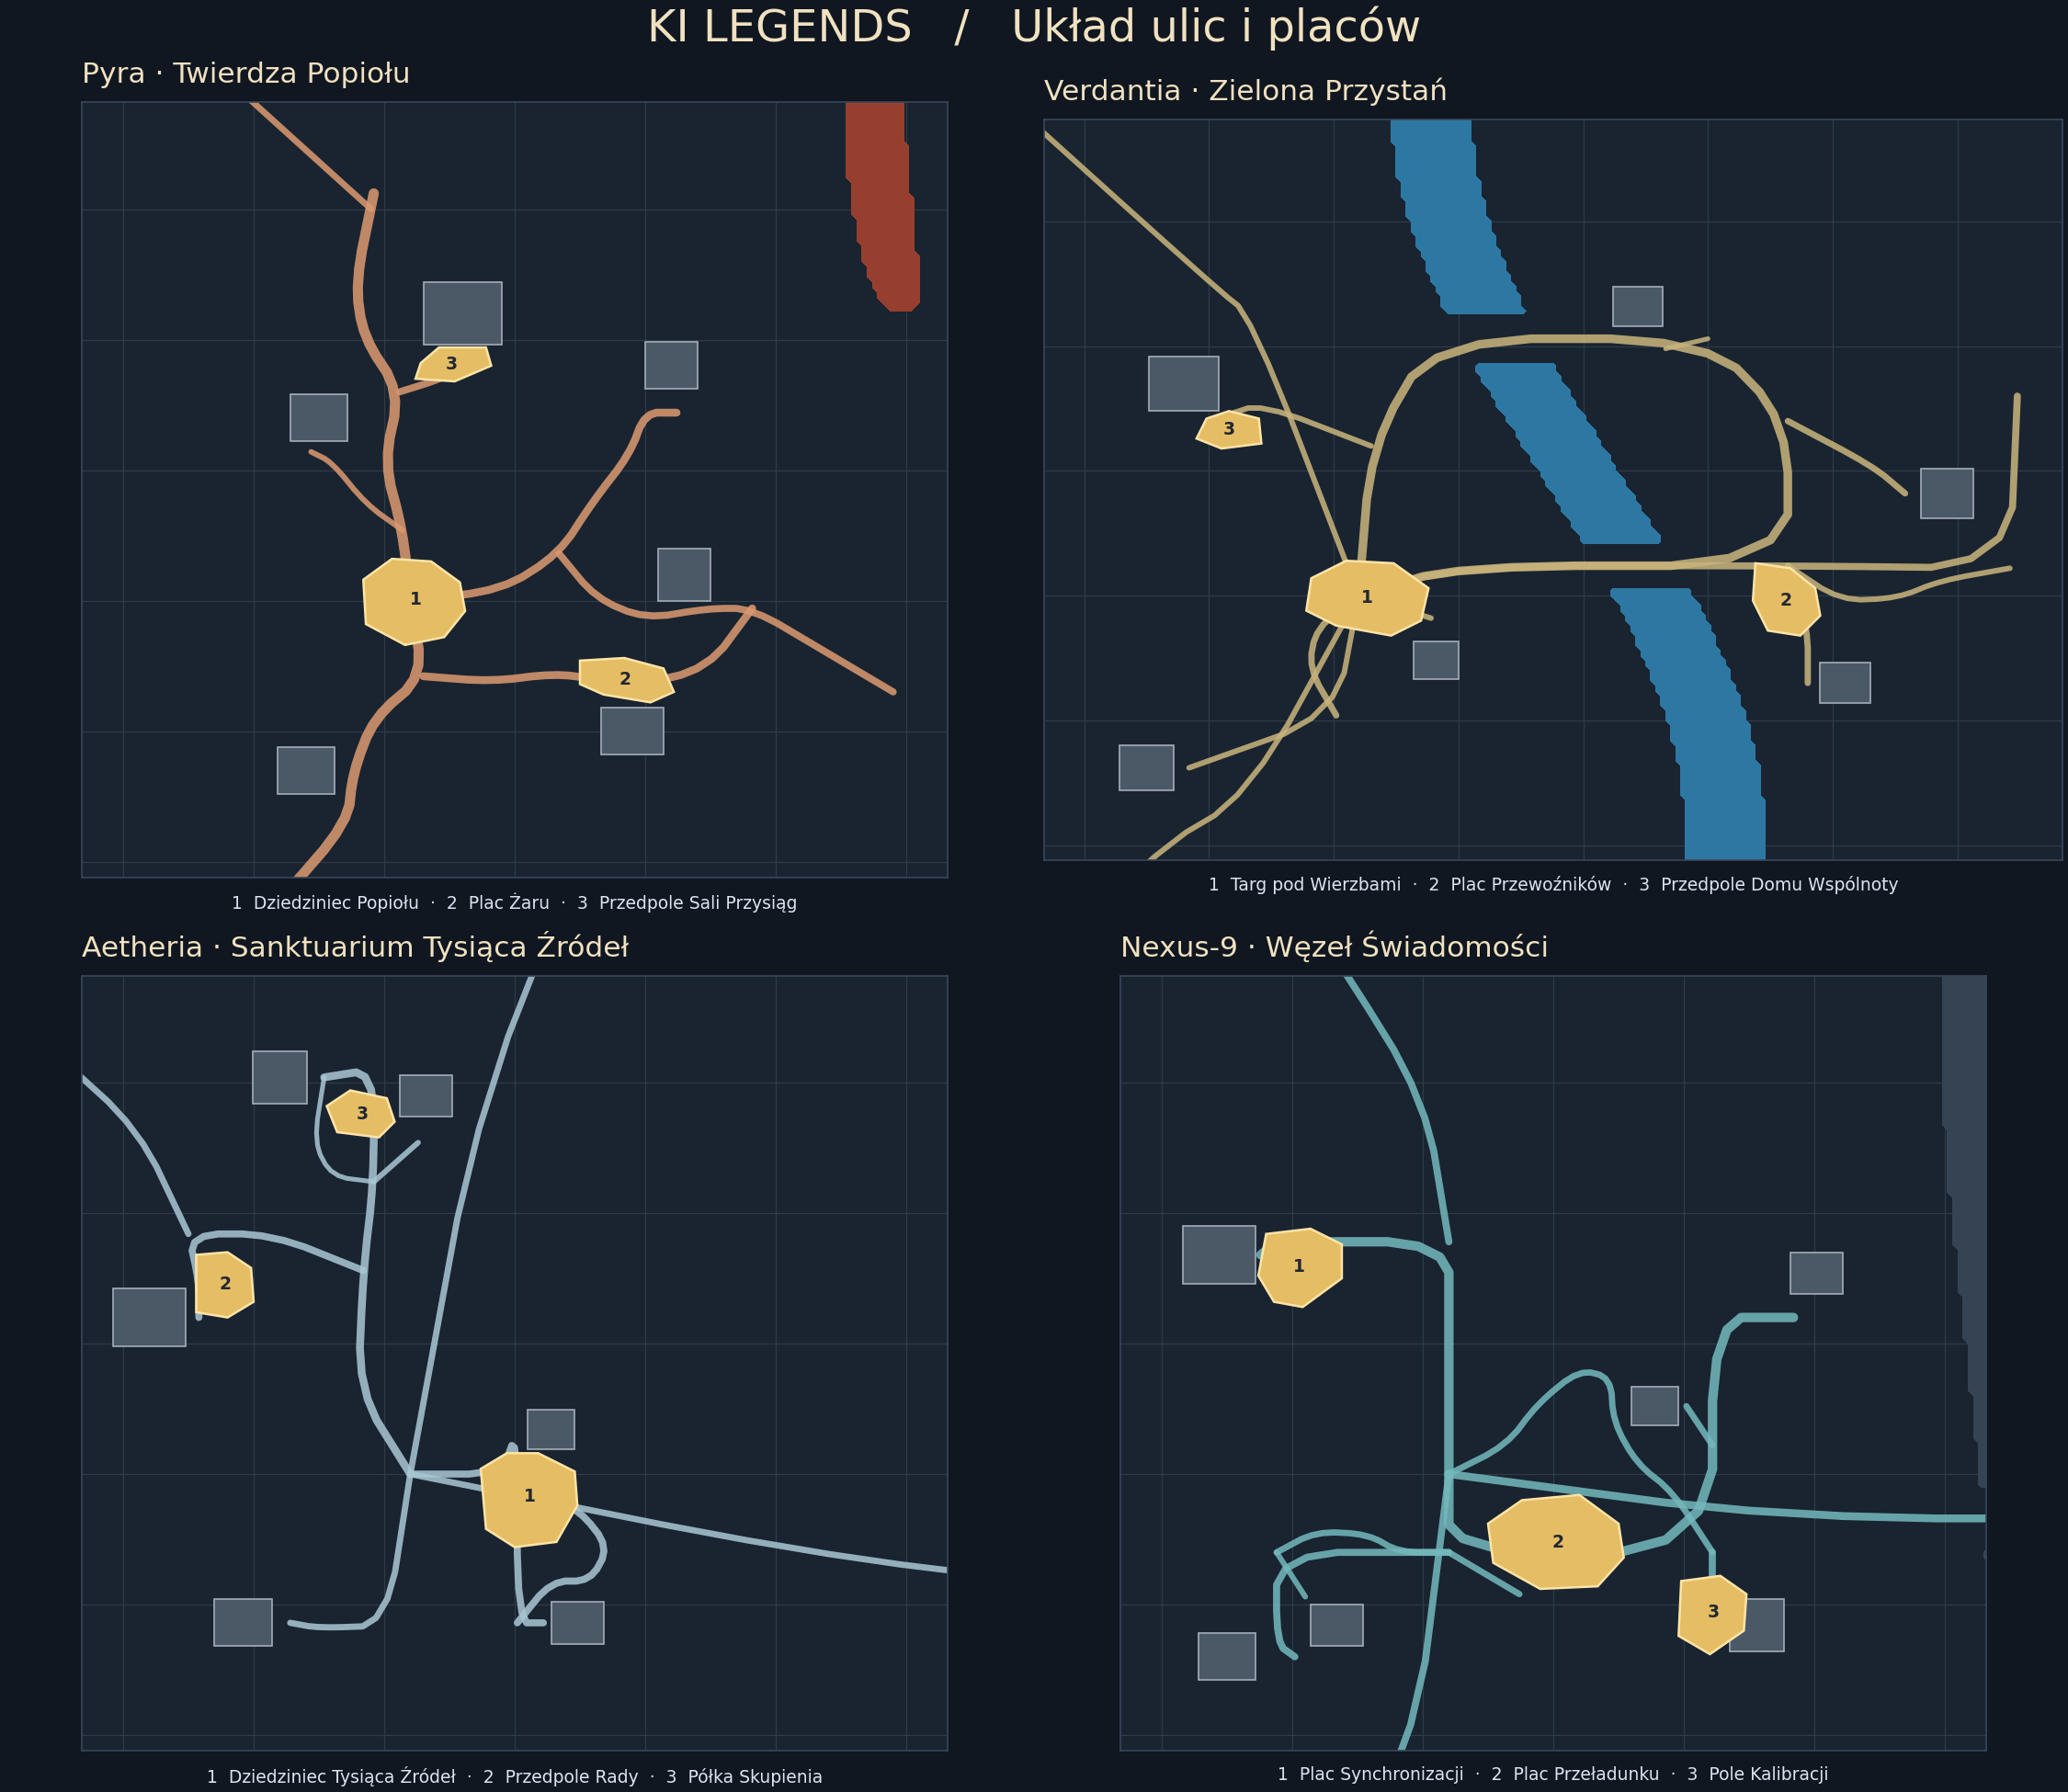 KI LEGENDS / Układ ulic i placów
Pyra · Twierdza Popiołu
3
1
2
1 Dziedziniec Popiołu · 2 Plac Żaru · 3 Przedpole Sali Przysiąg
Verdantia · Zielona Przystań
3
1
2
1 Targ pod Wierzbami · 2 Plac Przewoźników · 3 Przedpole Domu Wspólnoty
Aetheria · Sanktuarium Tysiąca Źródeł
3
2
1
1 Dziedziniec Tysiąca Źródeł · 2 Przedpole Rady · 3 Półka Skupienia
Nexus-9 · Węzeł Świadomości
1
2
3
1 Plac Synchronizacji · 2 Plac Przeładunku · 3 Pole Kalibracji